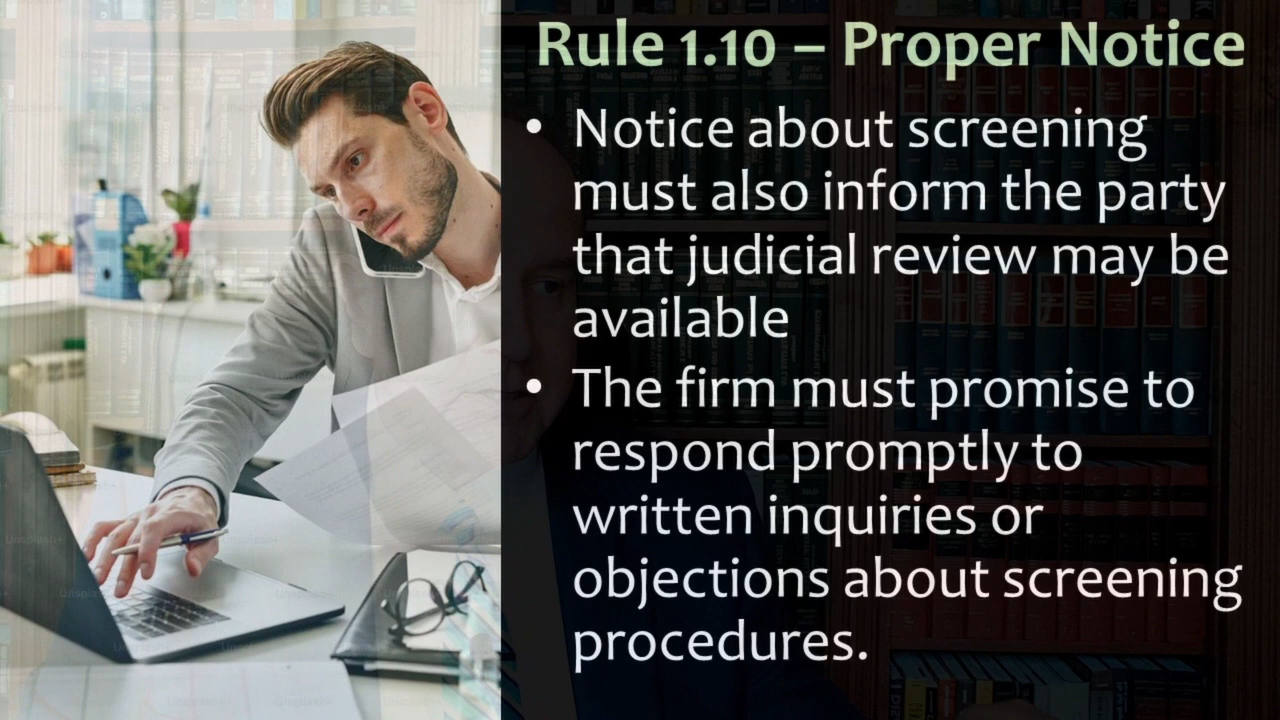 Rule 1.10 – Proper Notice
• Notice about screening
must also inform the party
that judicial review may be
available
• The firm must promise to
respond promptly to
written inquiries or
objections about screening
procedures.